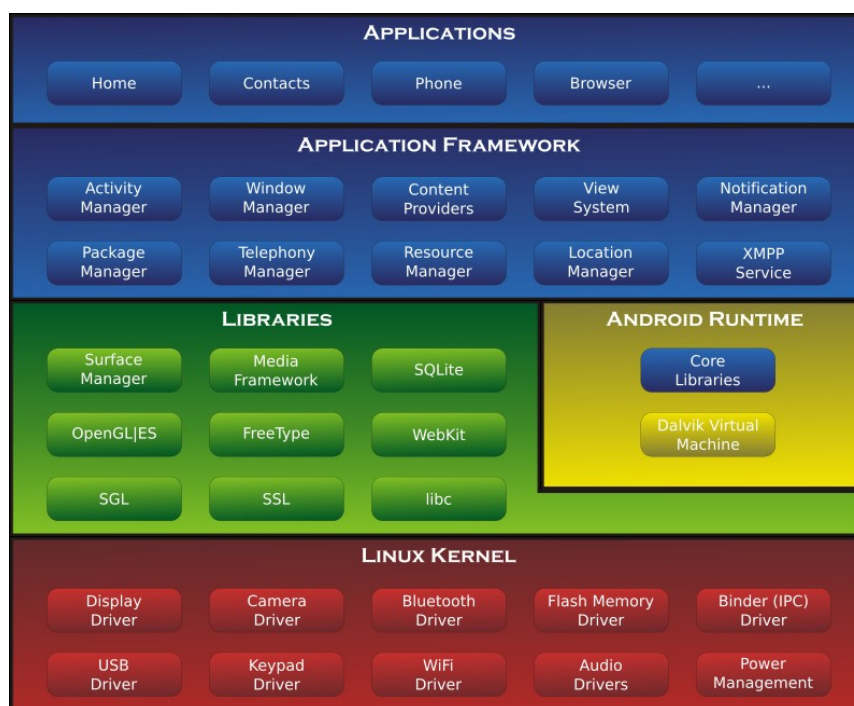 APPLICATIONS
Home
Contacts
Phone
Browser
...
APPLICATION FRAMEWORK
Activity
Manager
Window
Manager
Content
Providers
View
System
Notification
Manager
Package
Manager
Telephony
Manager
Resource
Manager
Location
Manager
XMPP
Service
LIBRARIES
Surface
Manager
Media
Framework
SQLite
OpenGL|ES
FreeType
WebKit
SGL
SSL
libc
ANDROID RUNTIME
Core
Libraries
Dalvik Virtual
Machine
LINUX KERNEL
Display
Driver
Camera
Driver
Bluetooth
Driver
Flash Memory
Driver
Binder (IPC)
Driver
USB
Driver
Keypad
Driver
WiFi
Driver
Audio
Drivers
Power
Management